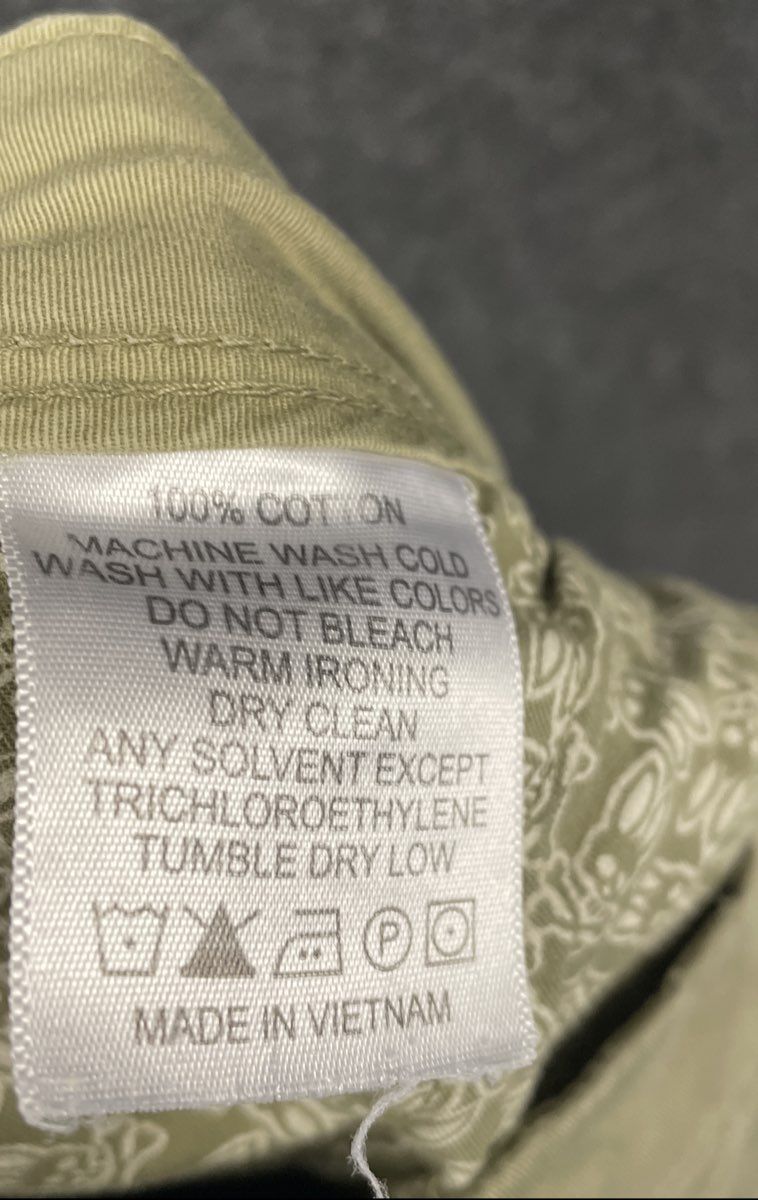 100% COTTON
MACHINE WASH COLD
WASH WITH LIKE COLORS
DO NOT BLEACH
WARM IRONING
DRY CLEAN
ANY SOLVENT EXCEPT
TRICHLOROETHYLENE
TUMBLE DRY LOW
P
MADE IN VIETNAM